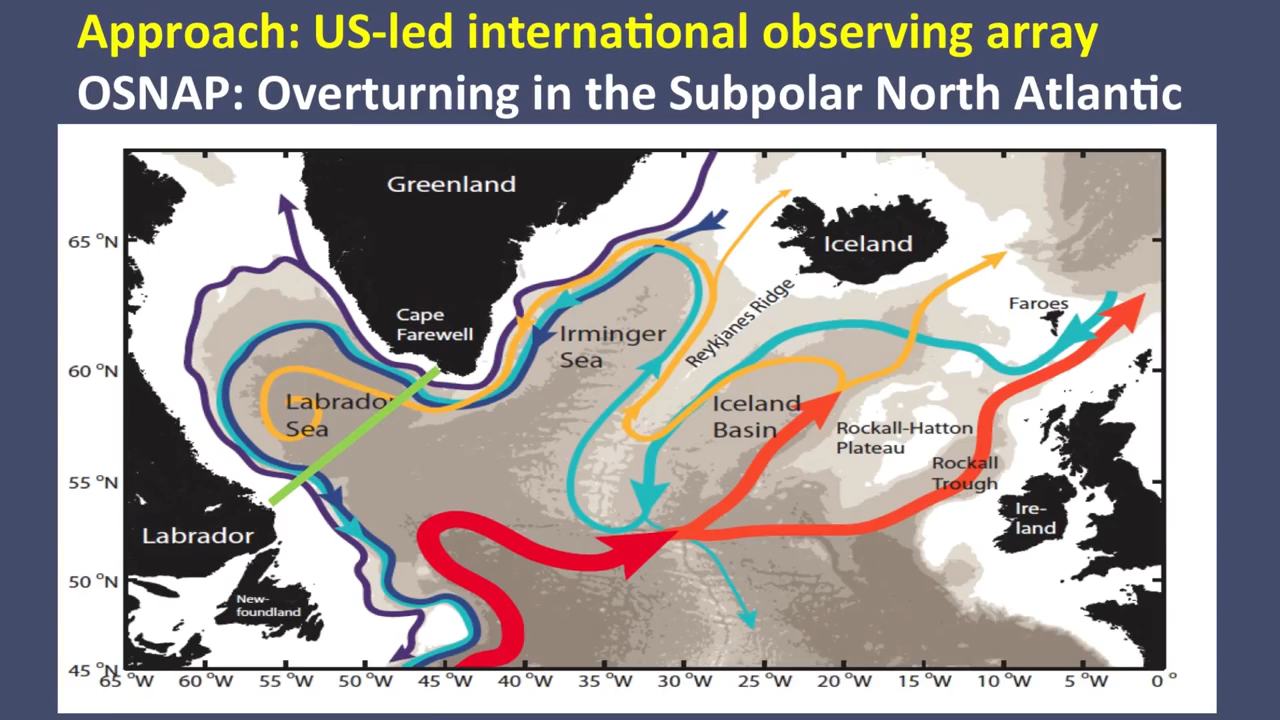 Approach: US-led international observing array
OSNAP: Overturning in the Subpolar North Atlantic
Greenland
65 °N
Iceland
Faroes
Reykjanes Ridge
Cape
Farewell
Irminger
Sea
60 °N
Labrador
Sea
Iceland
Basin
Rockall-Hatton
Plateau
Rockall
Trough
55 °N
Ire-
land
Labrador
50 °N
New-
foundland
45 °N
65 °W
60 °W
55 °W
50 °W
45 °W
40 °W
35 °W
30 °W
25 °W
20 °W
15 °W
10 °W
5 °W
0 °